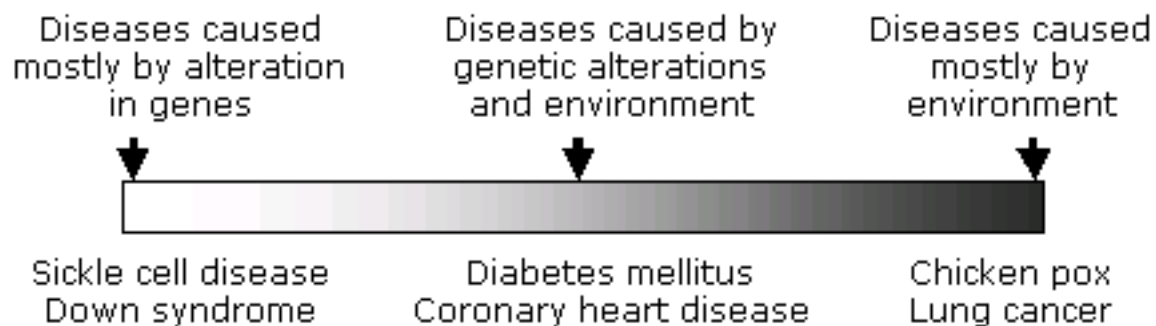 Diseases caused
mostly by alteration
in genes
Diseases caused by
genetic alterations
and environment
Diseases caused
mostly by
environment
Sickle cell disease
Down syndrome
Diabetes mellitus
Coronary heart disease
Chicken pox
Lung cancer